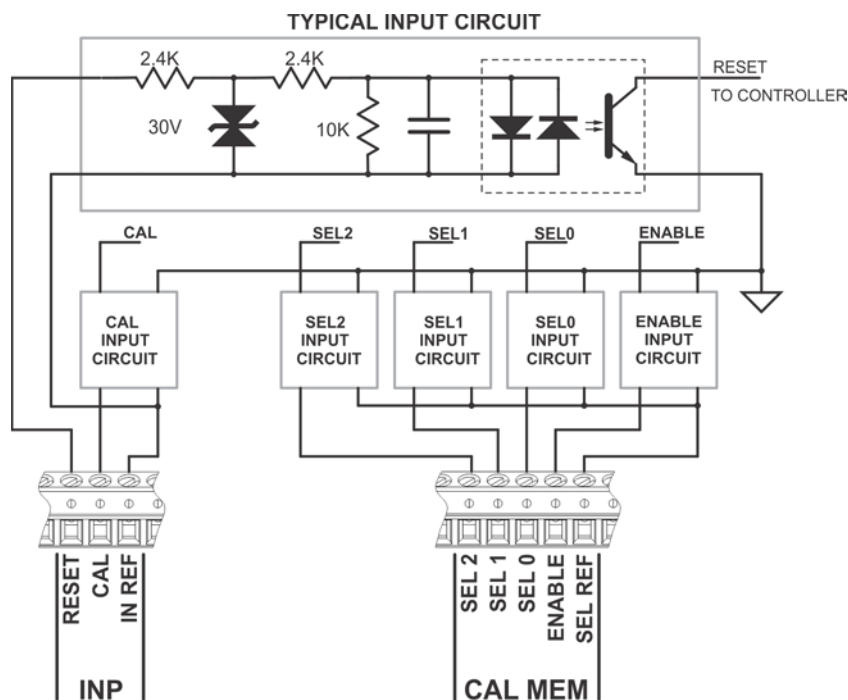 TYPICAL INPUT CIRCUIT
2.4K
2.4K
30V
10K
RESET
TO CONTROLLER
CAL
SEL2
SEL1
SEL0
ENABLE
CAL
INPUT
CIRCUIT
SEL2
INPUT
CIRCUIT
SEL1
INPUT
CIRCUIT
SEL0
INPUT
CIRCUIT
ENABLE
INPUT
CIRCUIT
RESET
CAL
IN REF
INP
SEL 2
SEL 1
SEL 0
ENABLE
SEL REF
CAL MEM